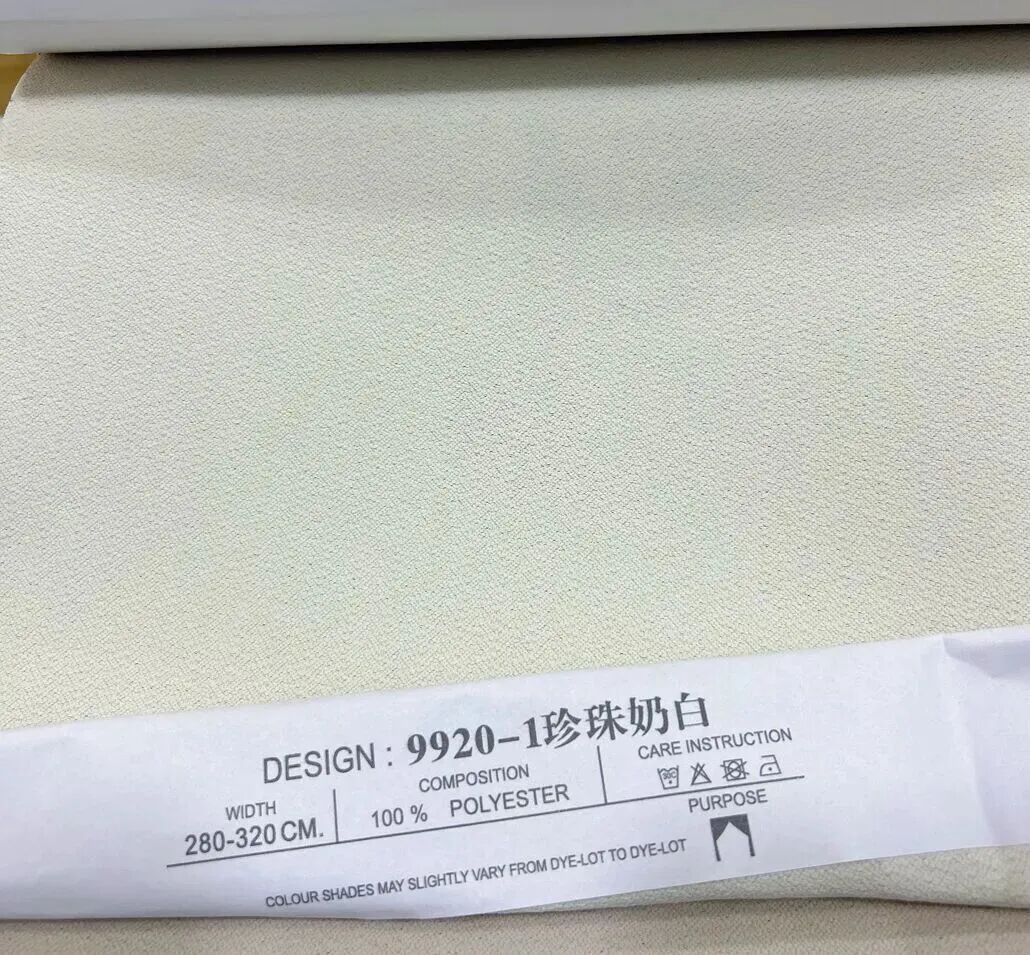 DESIGN : 9920-1珍珠奶白
WIDTH
280-320 CM.
COMPOSITION
100 % POLYESTER
CARE INSTRUCTION
PURPOSE
COLOUR SHADES MAY SLIGHTLY VARY FROM DYE-LOT TO DYE-LOT